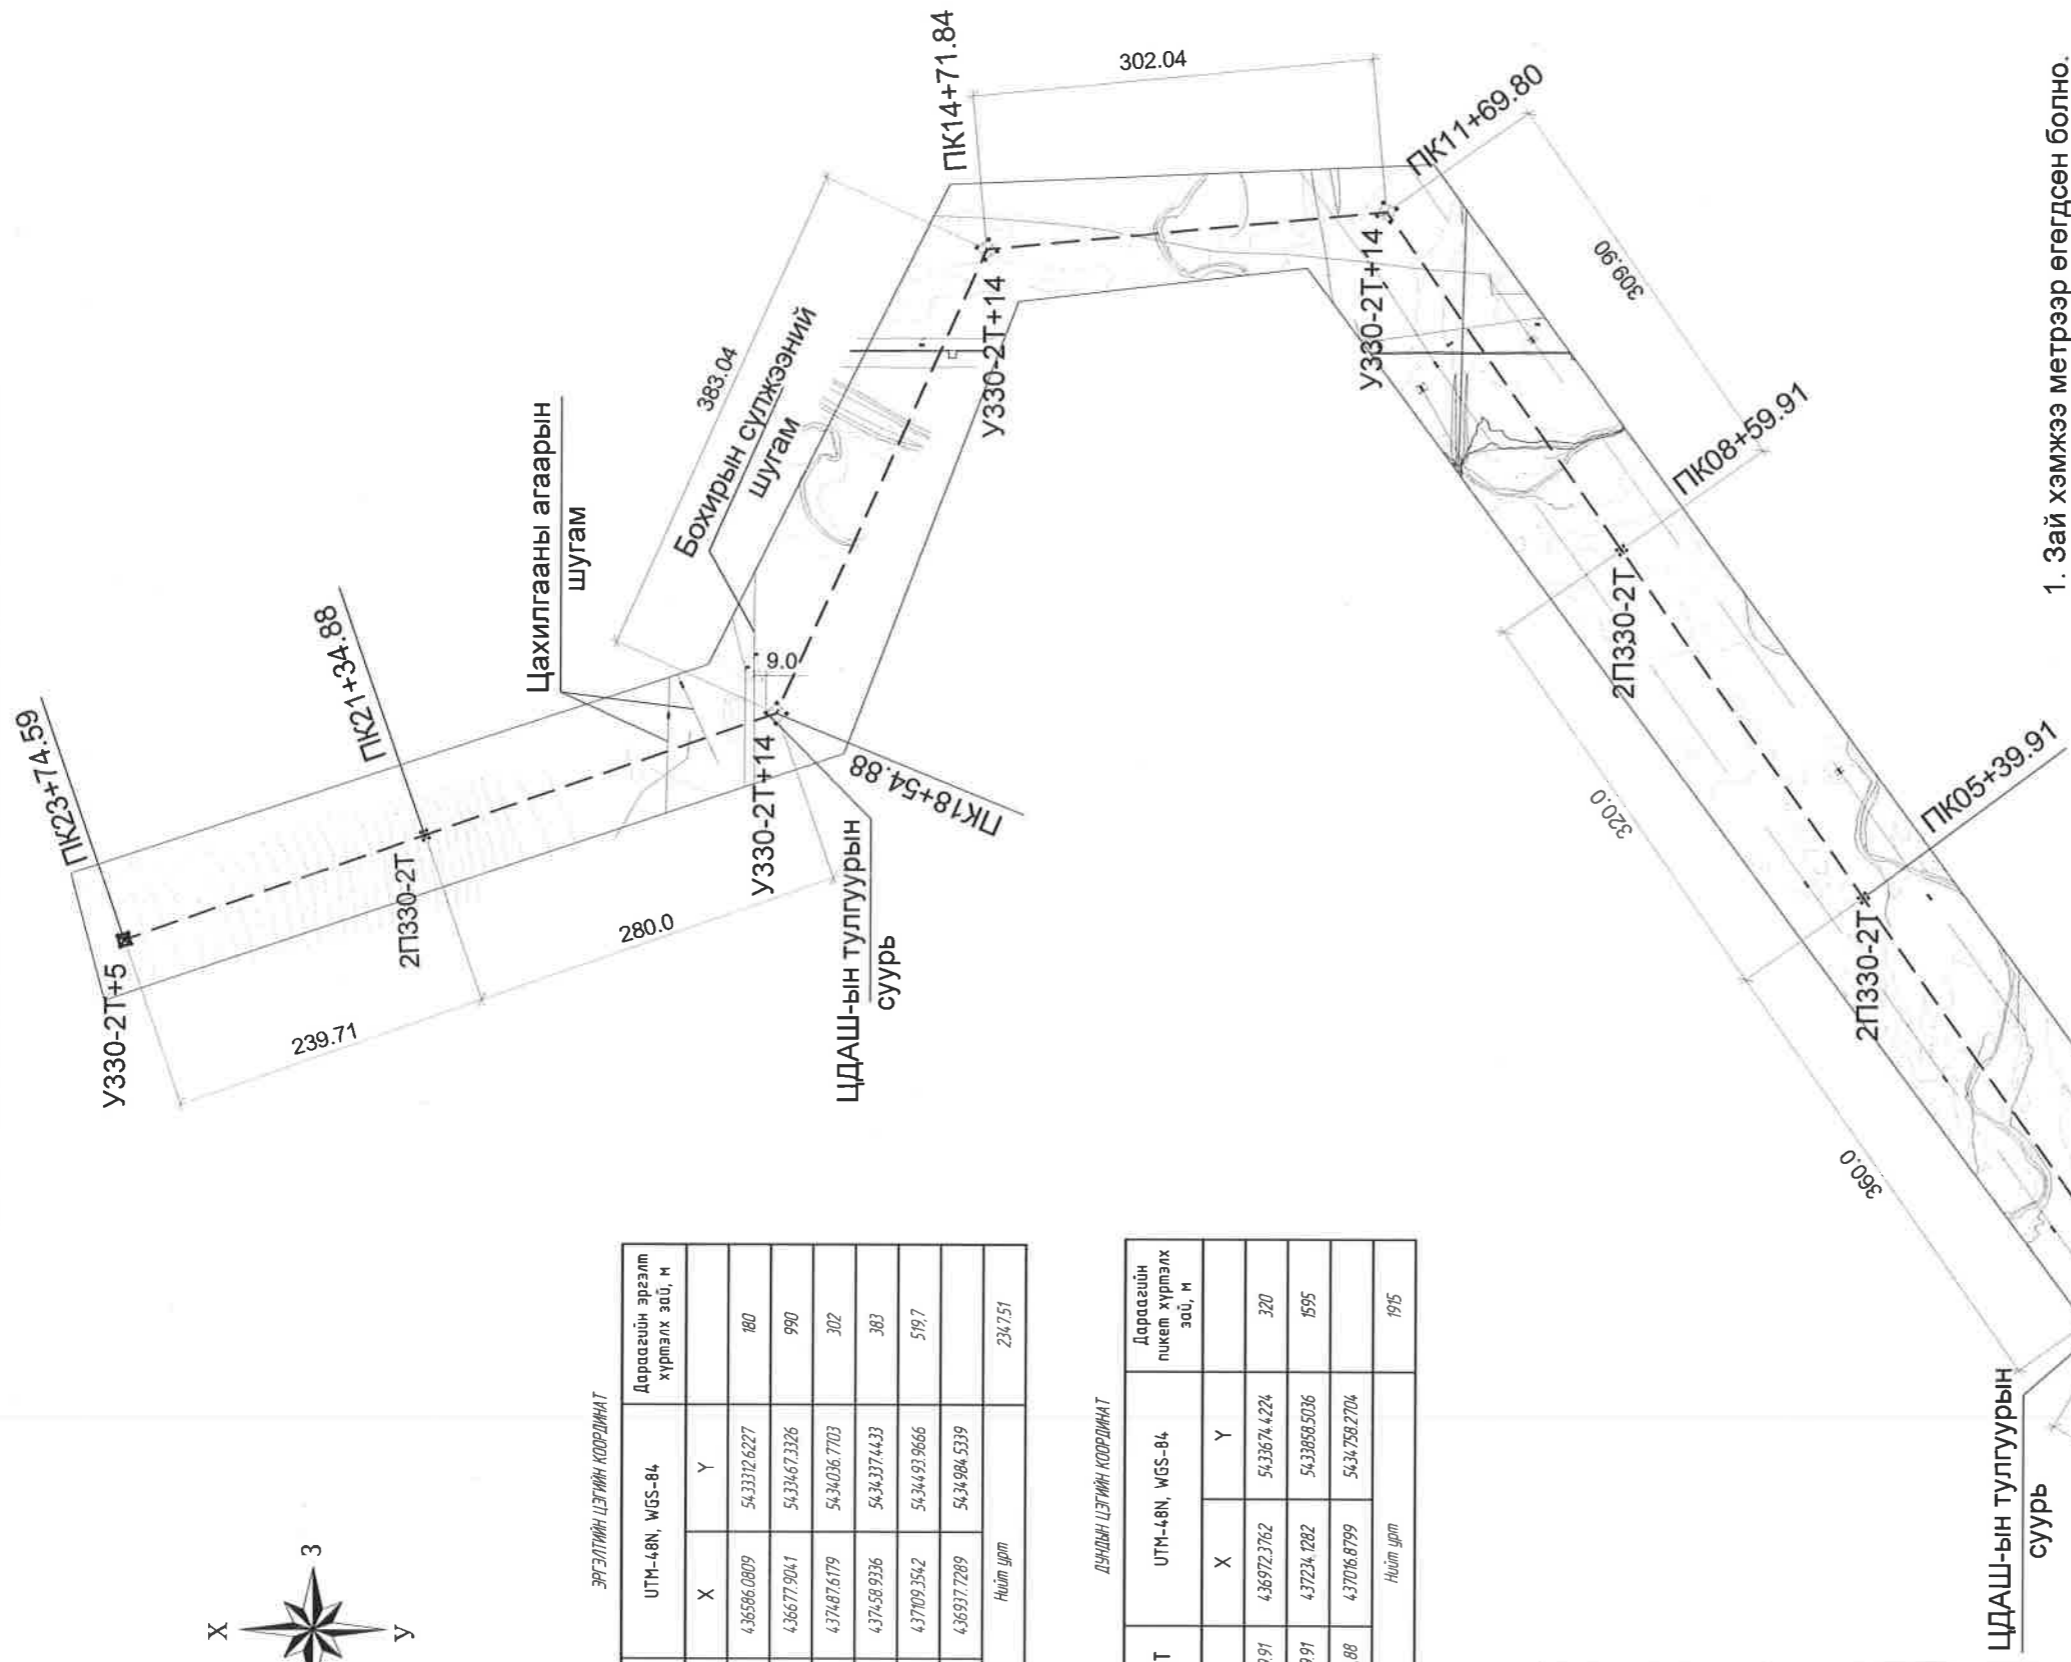 ПК23+74.59
ПК21+34.88
У330-2Т+5
2П330-2Т
239.71
280.0
Цахилгааны агаарын
шугам
Бохирын сүлжээний
шугам
383.04
9.0
У330-2Т+14
ПК18+54.88
ЦДАШ-ын тулгуурын
суурь
ПК14+71.84
У330-2Т+14
302.04
ПК11+69.80
У330-2Т+14
309.90
ПК08+59.91
2П330-2Т
320.0
ПК05+39.91
2П330-2Т
360.0
ЦДАШ-ын тулгуурын
суурь
1. Зай хэмжээ метрээр өгөгдсөн болно.
Х
З
У
ЭРГЭЛТИЙН ЦЭГИЙН КООРДИНАТ
UTM-48N, WGS-84
Дараагийн эргэлт
хүртэлх зай, м
X Y
436586.0809 5433312.6227 180
436677.9041 5433467.3326 990
437487.6179 5434036.7703 302
437458.9336 5434337.4433 383
437109.3542 5434493.9666 519,7
436937.7289 5434984.5339
Нийт урт 2347.51
ДУНДЫН ЦЭГИЙН КООРДИНАТ
Т UTM-48N, WGS-84
Дараагийн
пикет хүртэлх
зай, м
X Y
9.91 436972.3762 5433674.4224 320
9.91 437234.1282 5433858.5036 1595
.88 437016.8799 5434758.2704
Нийт урт 1915